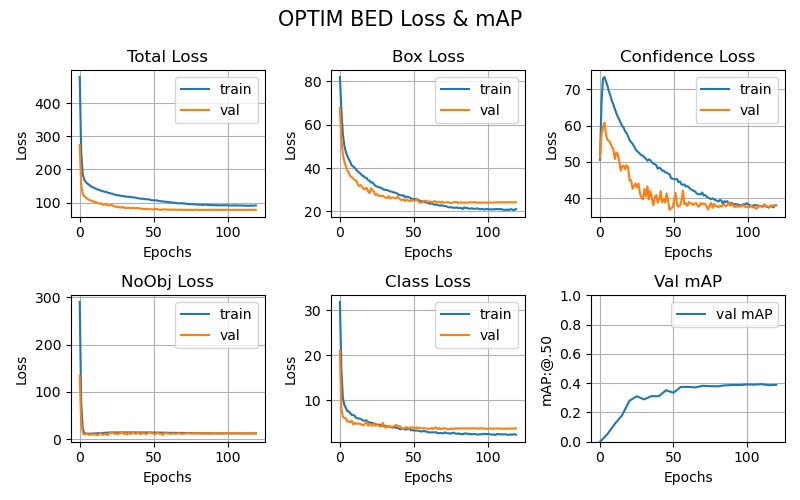 OPTIM BED Loss & mAP
Total Loss
Loss
400
300
200
100
0
50
100
Epochs
train
val
Box Loss
Loss
80
60
40
20
0
50
100
Epochs
train
val
Confidence Loss
Loss
70
60
50
40
0
50
100
Epochs
train
val
NoObj Loss
Loss
300
200
100
0
0
50
100
Epochs
train
val
Class Loss
Loss
30
20
10
0
50
100
Epochs
train
val
Val mAP
mAP:@.50
1.0
0.8
0.6
0.4
0.2
0.0
0
50
100
Epochs
val mAP